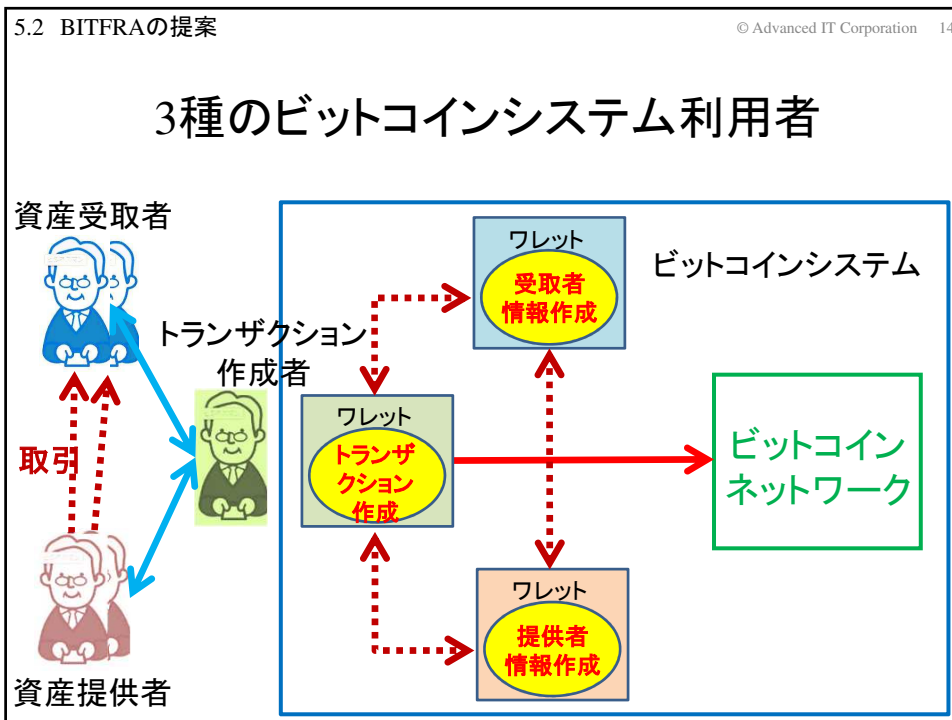 5.2 BITFRAの提案
© Advanced IT Corporation 14
3種のビットコインシステム利用者
資産受取者
トランザクション
作成者
取引
資産提供者
ワレット
受取者
情報作成
ビットコインシステム
ワレット
トランザ
クション
作成
ビットコイン
ネットワーク
ワレット
提供者
情報作成